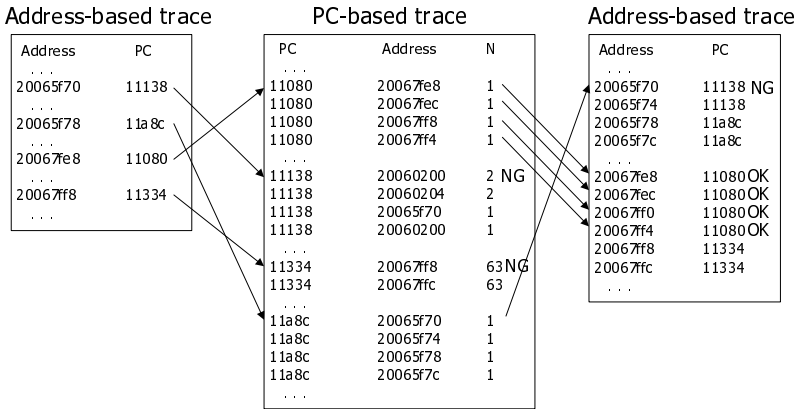 Address-based trace
Address PC
. . .
20065f70 11138
. . .
20065f78 11a8c
. . .
20067fe8 11080
. . .
20067ff8 11334
. . .
PC-based trace
PC Address N
. . .
11080 20067fe8 1
11080 20067fec 1
11080 20067ff8 1
11080 20067ff4 1
. . .
11138 20060200 2 NG
11138 20060204 2
11138 20065f70 1
11138 20060200 1
. . .
11334 20067ff8 63 NG
11334 20067ffc 63
. . .
11a8c 20065f70 1
11a8c 20065f74 1
11a8c 20065f78 1
11a8c 20065f7c 1
. . .
Address-based trace
Address PC
. . .
20065f70 11138 NG
20065f74 11138
20065f78 11a8c
20065f7c 11a8c
. . .
20067fe8 11080 OK
20067fec 11080 OK
20067ff0 11080 OK
20067ff4 11080 OK
20067ff8 11334
20067ffc 11334
. . .